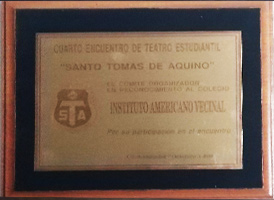 CUARTO ENCUENTRO DE TEATRO ESTUDIANTIL
"SANTO TOMAS DE AQUINO"
EL COMITE ORGANIZADOR
EN RECONOCIMIENTO AL COLEGIO
INSTITUTO AMERICANO VECINAL
Por su participación en el encuentro
STA